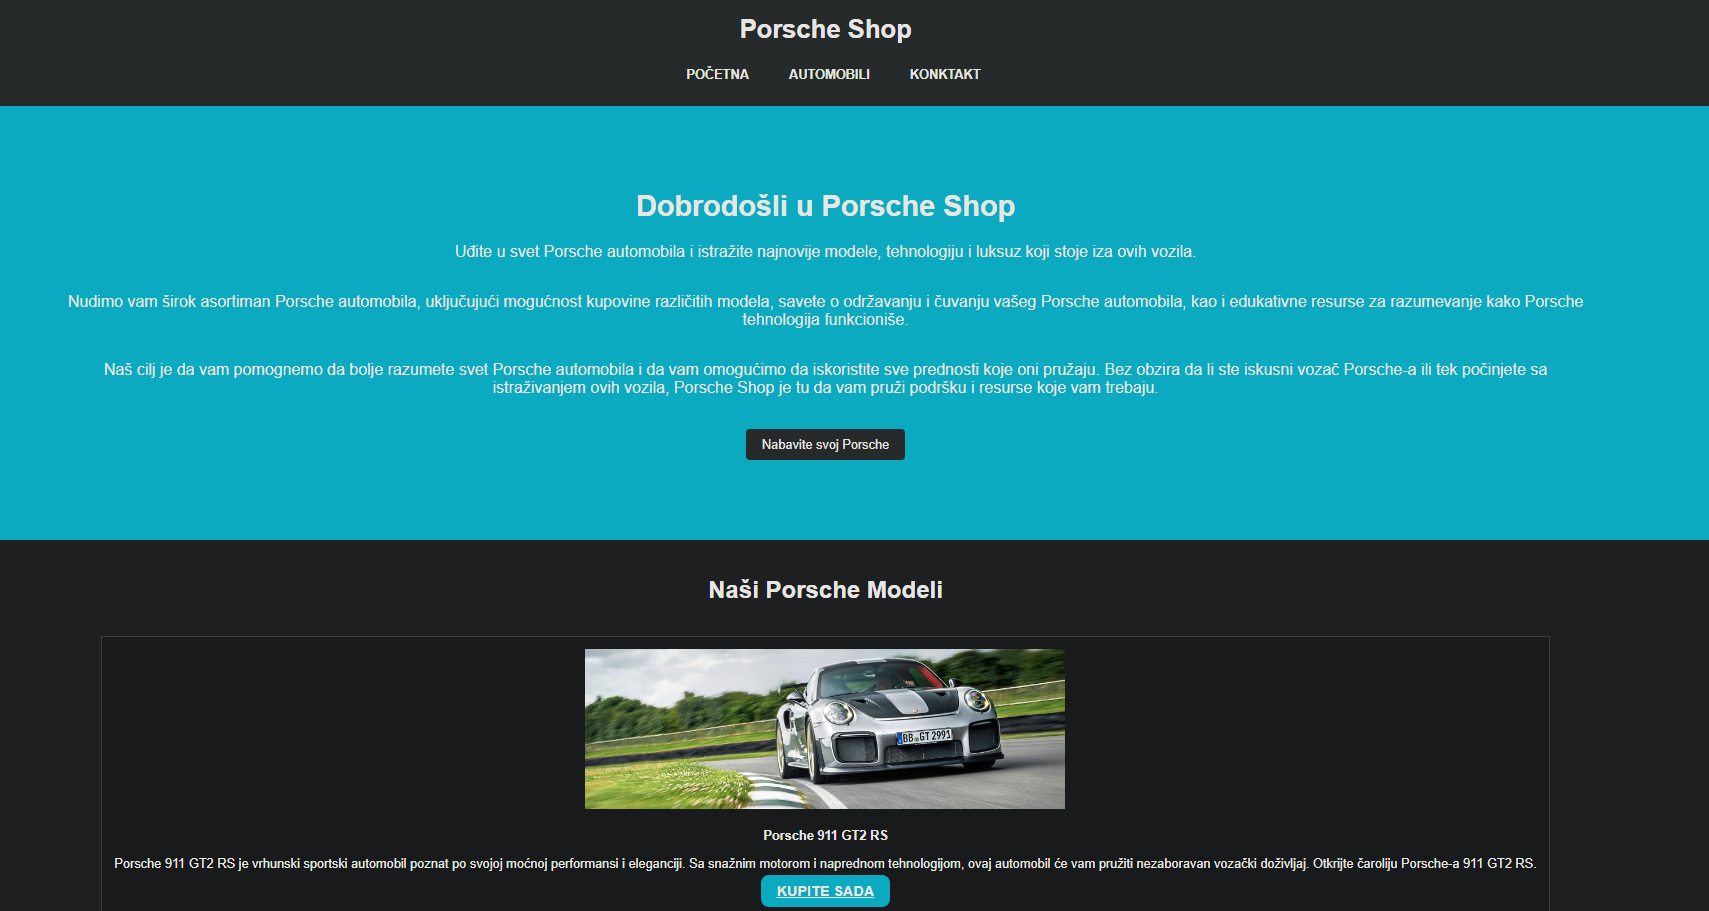 Porsche Shop
POČETNA AUTOMOBILI KONKTAKT
Dobrodošli u Porsche Shop
Uđite u svet Porsche automobila i istražite najnovije modele, tehnologiju i luksuz koji stoje iza ovih vozila.
Nudimo vam širok asortiman Porsche automobila, uključujući mogućnost kupovine različitih modela, savete o održavanju i čuvanju vašeg Porsche automobila, kao i edukativne resurse za razumevanje kako Porsche
tehnologija funkcioniše.
Naš cilj je da vam pomognemo da bolje razumete svet Porsche automobila i da vam omogućimo da iskoristite sve prednosti koje oni pružaju. Bez obzira da li ste iskusni vozač Porsche-a ili tek počinjete sa
istraživanjem ovih vozila, Porsche Shop je tu da vam pruži podršku i resurse koje vam trebaju.
Nabavite svoj Porsche
Naši Porsche Modeli
BB GT 2991
Porsche 911 GT2 RS
Porsche 911 GT2 RS je vrhunski sportski automobil poznat po svojoj moćnoj performansi i eleganciji. Sa snažnim motorom i naprednom tehnologijom, ovaj automobil će vam pružiti nezaboravan vozački doživljaj. Otkrijte čaroliju Porsche-a 911 GT2 RS.
KUPITE SADA